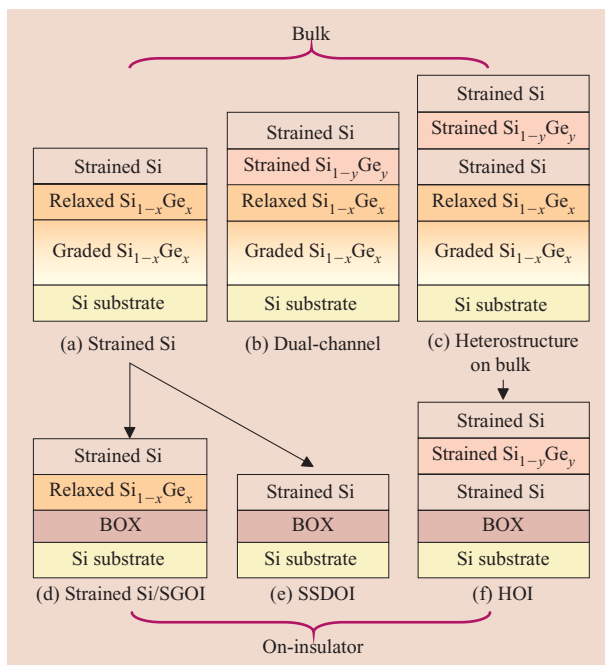 Bulk
Strained Si
Relaxed Si₁₋ₓGeₓ
Graded Si₁₋ₓGeₓ
Si substrate
(a) Strained Si
Strained Si
Strained Si₁₋yGey
Relaxed Si₁₋ₓGeₓ
Graded Si₁₋ₓGeₓ
Si substrate
(b) Dual-channel
Strained Si
Strained Si₁₋yGey
Strained Si
Relaxed Si₁₋ₓGeₓ
Graded Si₁₋ₓGeₓ
Si substrate
(c) Heterostructure
on bulk
Strained Si
Relaxed Si₁₋ₓGeₓ
BOX
Si substrate
(d) Strained Si/SGOI
Strained Si
BOX
Si substrate
(e) SSDOI
Strained Si
Strained Si₁₋yGey
Strained Si
BOX
Si substrate
(f) HOI
On-insulator